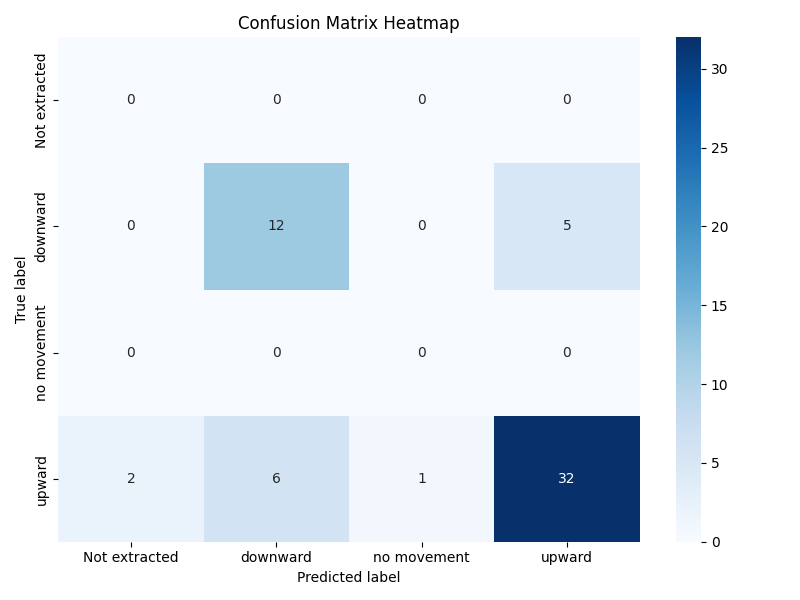 Confusion Matrix Heatmap
Not extracted
0 0 0 0
downward
0 12 0 5
no movement
0 0 0 0
upward
2 6 1 32
True label
Not extracted downward no movement upward
Predicted label
30
25
20
15
10
5
0